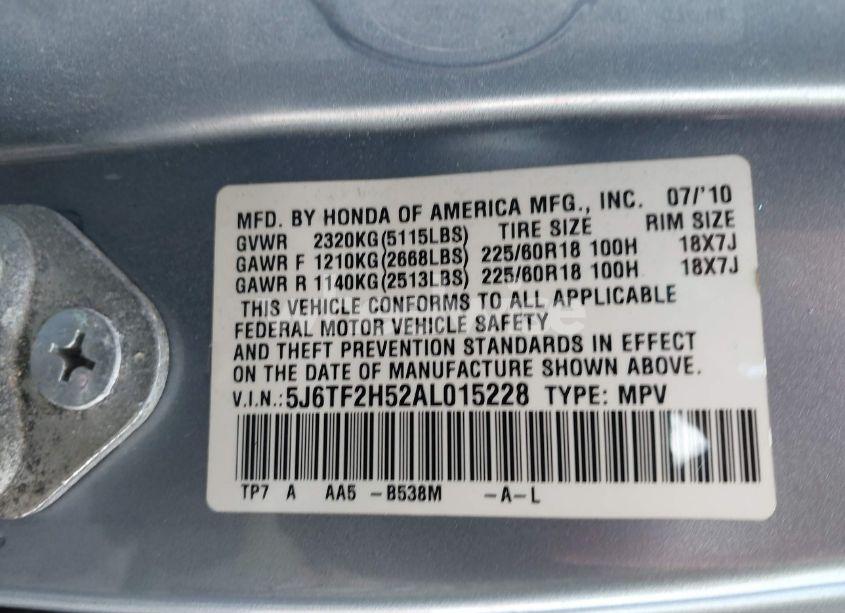 MFD. BY HONDA OF AMERICA MFG., INC. 07/'10
GVWR 2320KG(5115LBS) TIRE SIZE RIM SIZE
GAWR F 1210KG(2668LBS) 225/60R18 100H 18X7J
GAWR R 1140KG(2513LBS) 225/60R18 100H 18X7J
THIS VEHICLE CONFORMS TO ALL APPLICABLE
FEDERAL MOTOR VEHICLE SAFETY
AND THEFT PREVENTION STANDARDS IN EFFECT
ON THE DATE OF MANUFACTURE SHOWN ABOVE.
V.I.N.:5J6TF2H52AL015228 TYPE: MPV
TP7 A AA5 -B538M -A-L